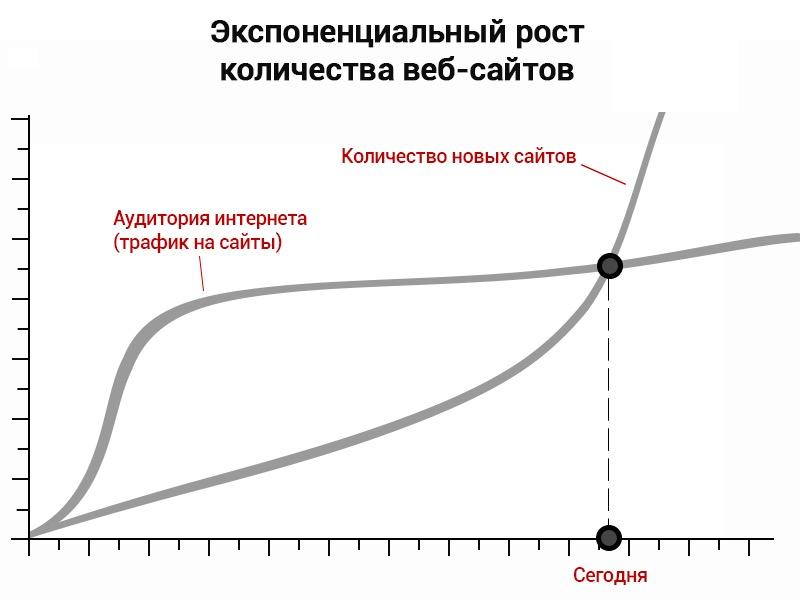 Экспоненциальный рост
количества веб-сайтов
Количество новых сайтов
Аудитория интернета
(трафик на сайты)
Сегодня